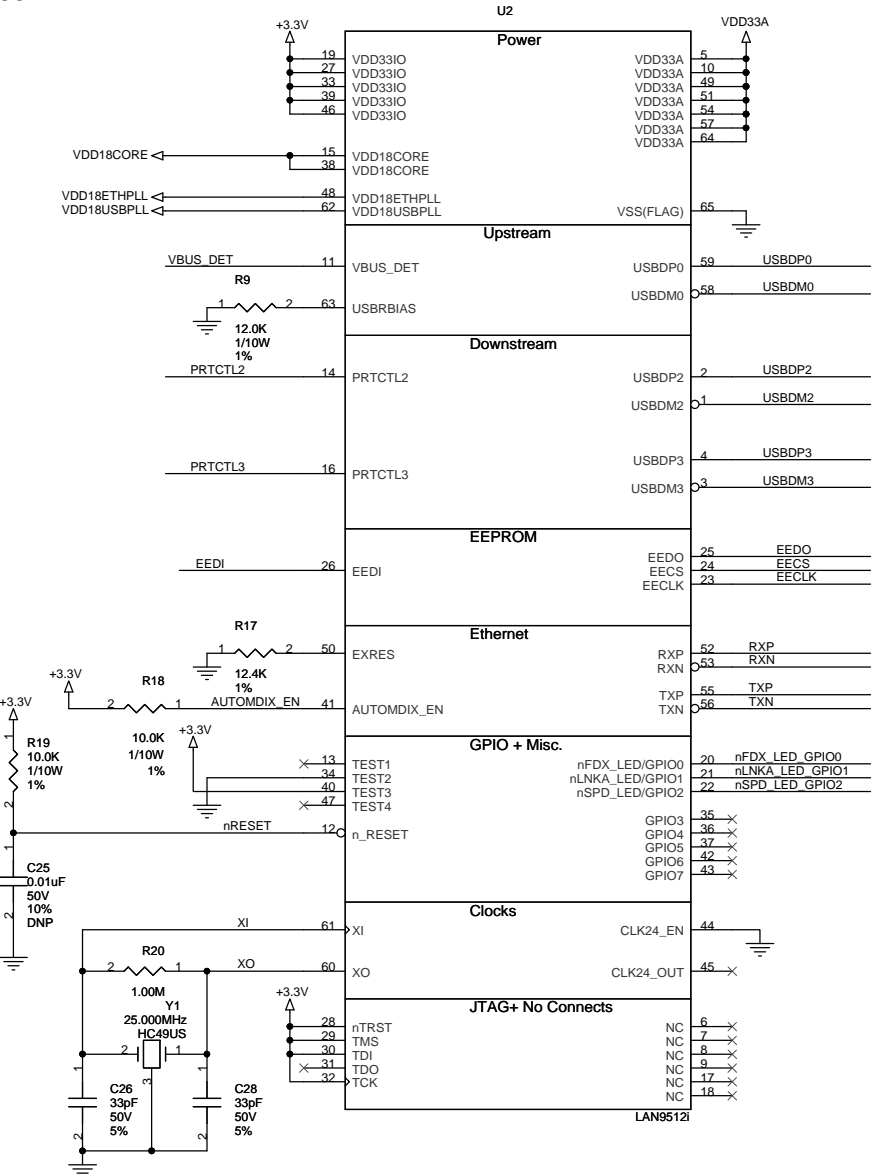 U2
+3.3V
Power
VDD33A
19 VDD33IO
27 VDD33IO
33 VDD33IO
39 VDD33IO
46 VDD33IO
VDD33A 5
VDD33A 10
VDD33A 49
VDD33A 51
VDD33A 54
VDD33A 57
VDD33A 64
VDD18CORE 15 VDD18CORE
38 VDD18CORE
VDD18ETHPLL 48 VDD18ETHPLL
VDD18USBPLL 62 VDD18USBPLL
VSS(FLAG) 65
Upstream
VBUS_DET 11 VBUS_DET
USBDP0 59 USBDP0
USBDM0 58 USBDM0
R9
1 2 63 USBRBIAS
12.0K
1/10W
1%
Downstream
PRTCTL2 14 PRTCTL2
USBDP2 2 USBDP2
USBDM2 1 USBDM2
PRTCTL3 16 PRTCTL3
USBDP3 4 USBDP3
USBDM3 3 USBDM3
EEPROM
EEDI 26 EEDI
EEDO 25 EEDO
EECS 24 EECS
EECLK 23 EECLK
Ethernet
R17
1 2 50 EXRES
12.4K
1%
RXP 52 RXP
RXN 53 RXN
TXP 55 TXP
TXN 56 TXN
+3.3V
R18
2 1 AUTOMDIX_EN 41 AUTOMDIX_EN
10.0K
1/10W
1%
+3.3V
1
R19
10.0K
1/10W
1%
2
+3.3V
GPIO + Misc.
13 TEST1
34 TEST2
40 TEST3
47 TEST4
nFDX_LED/GPIO0 20 nFDX_LED_GPIO0
nLNKA_LED/GPIO1 21 nLNKA_LED_GPIO1
nSPD_LED/GPIO2 22 nSPD_LED_GPIO2
nRESET 12 n_RESET
GPIO3 35
GPIO4 36
GPIO5 37
GPIO6 42
GPIO7 43
1
C25
0.01uF
50V
10%
DNP
2
Clocks
XI 61 XI
CLK24_EN 44
R20
2 1 XO 60 XO
1.00M
CLK24_OUT 45
Y1
25.000MHz
HC49US
2 1
3
1
C26
33pF
50V
5%
2
1
C28
33pF
50V
5%
2
+3.3V
JTAG+ No Connects
28 nTRST
29 TMS
30 TDI
31 TDO
32 TCK
NC 6
NC 7
NC 8
NC 9
NC 17
NC 18
LAN9512i